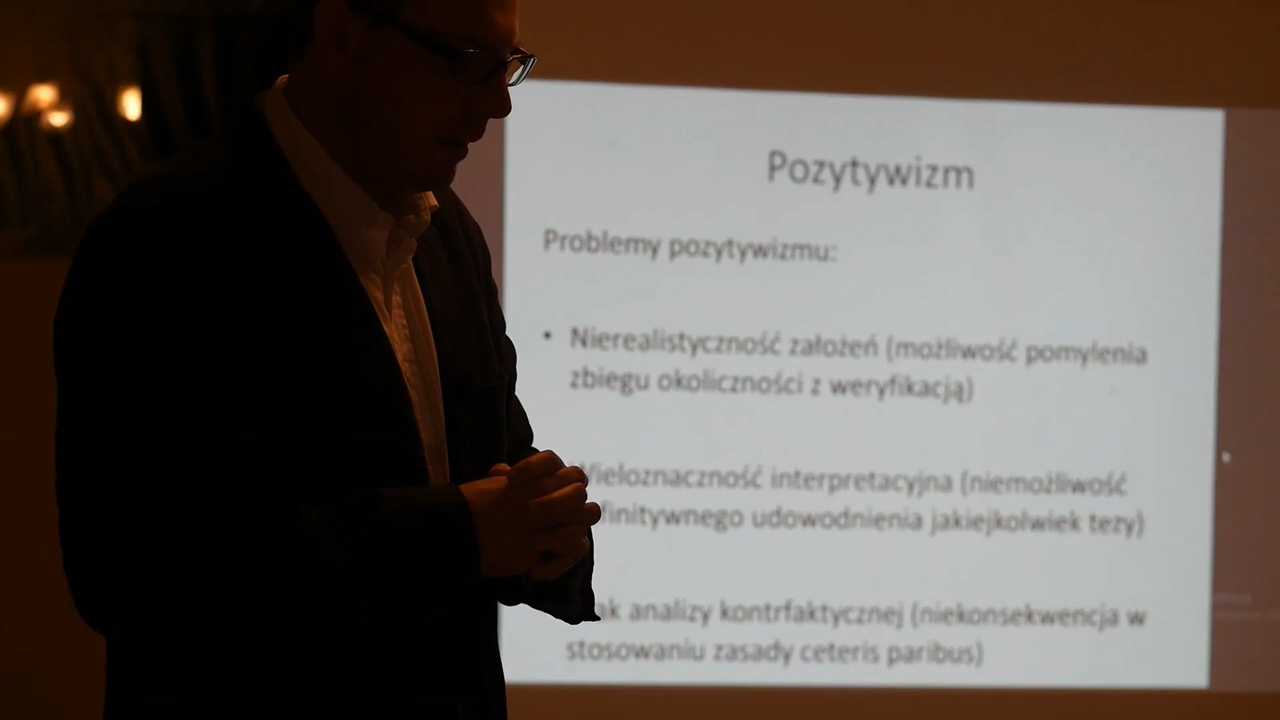 Pozytywizm
Problemy pozytywizmu:
• Nierealistyczność założeń (możliwość pomylenia
zbiegu okoliczności z weryfikacją)
interpretacyjna (niemożliwość
udowodnienia jakiejkolwiek tezy)
analizy kontrfaktycznej (niekonsekwencja w
stosowaniu zasady ceteris paribus)